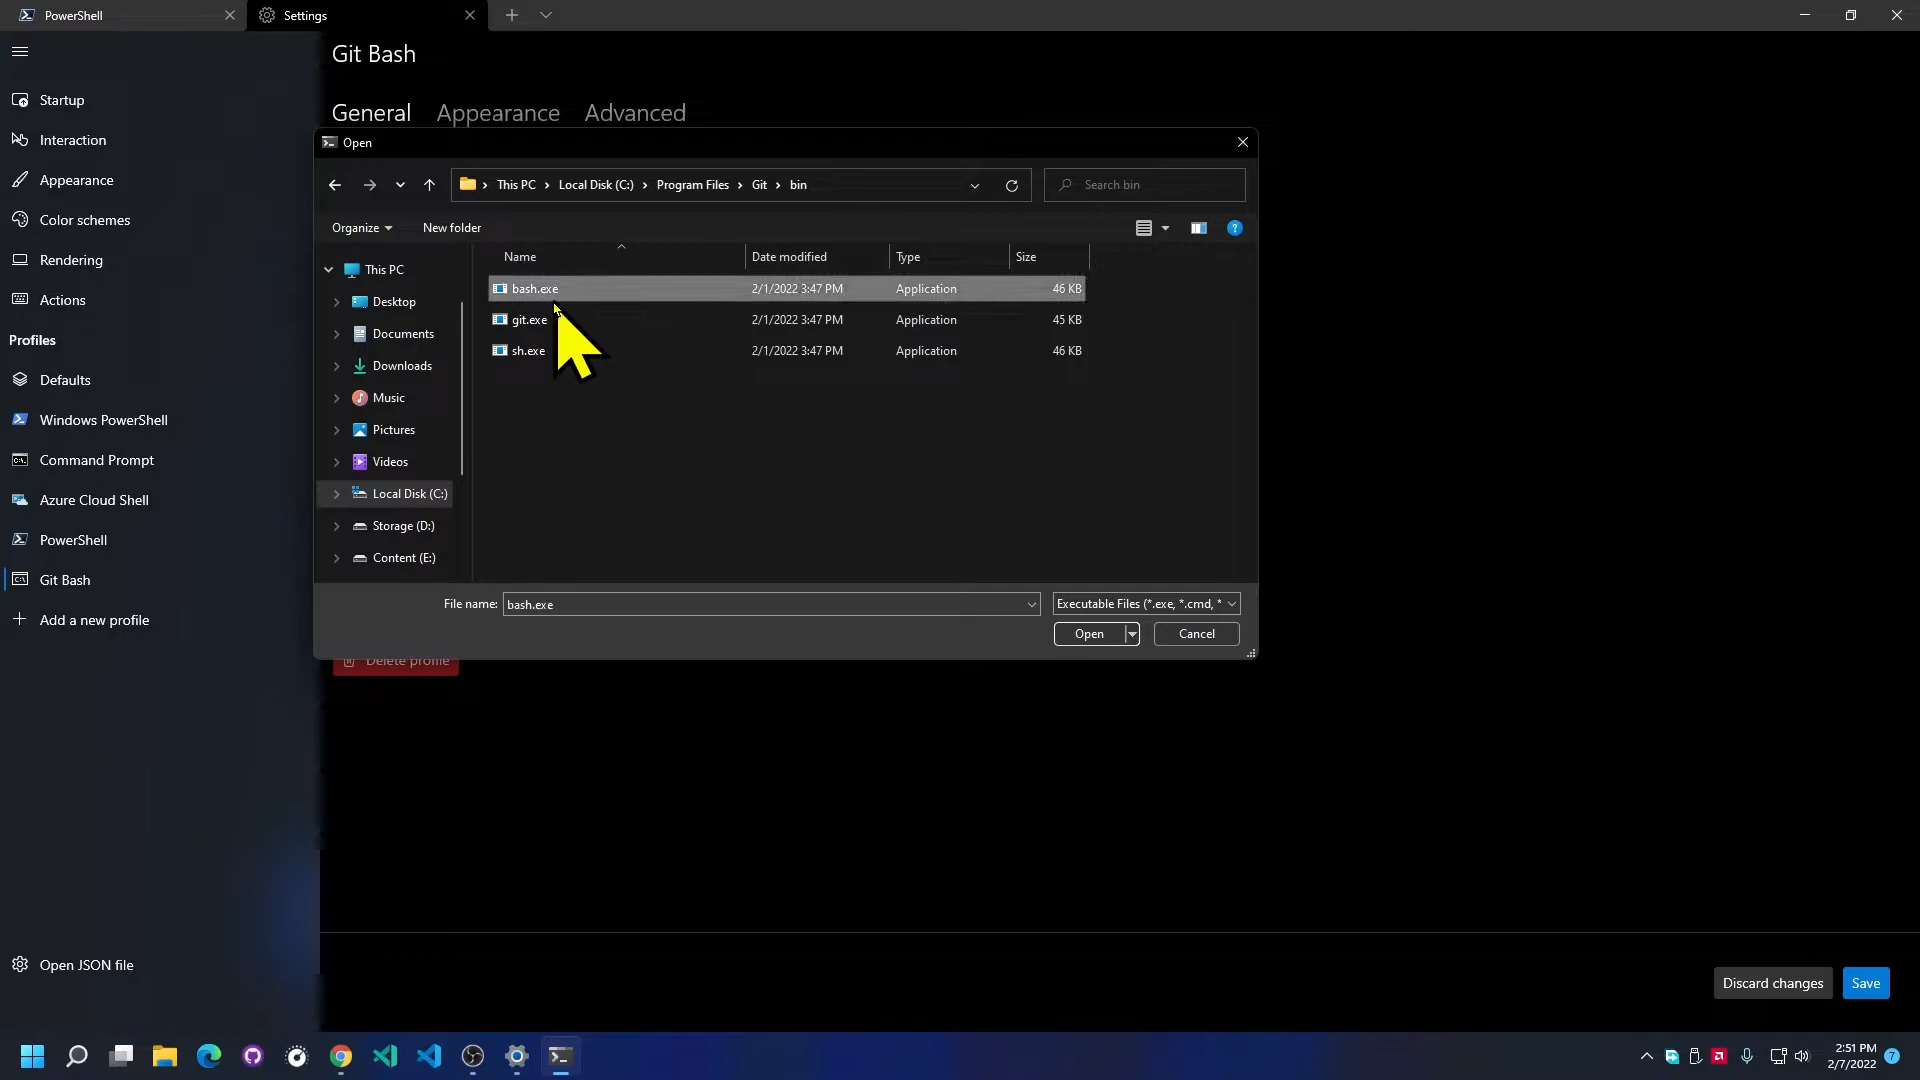 PowerShell
Settings
Git Bash
Startup
General Appearance Advanced
Interaction
Open
Appearance
This PC Local Disk (C:) Program Files Git bin
Search bin
Color schemes
Organize New folder
Rendering
Name Date modified Type Size
Actions
This PC
bash.exe 2/1/2022 3:47 PM Application 46 KB
Desktop
git.exe 2/1/2022 3:47 PM Application 45 KB
Profiles
Documents
sh.exe 2/1/2022 3:47 PM Application 46 KB
Downloads
Defaults
Music
Windows PowerShell
Pictures
Command Prompt
Videos
Azure Cloud Shell
Local Disk (C:)
Storage (D:)
PowerShell
Content (E:)
Git Bash
File name: bash.exe
Executable Files (*.exe, *.cmd, *
Add a new profile
Open Cancel
Delete profile
Open JSON file
Discard changes Save
2:51 PM
2/7/2022
7